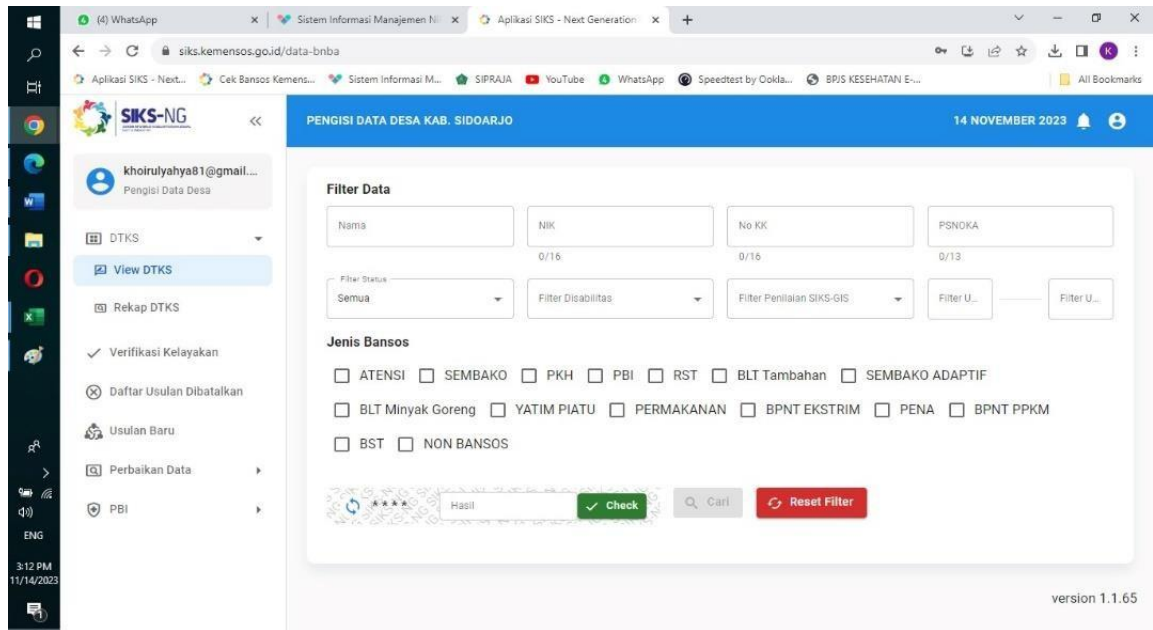 (4) WhatsApp
Sistem Informasi Manajemen Ni
Aplikasi SIKS - Next Generation
siks.kemensos.go.id/data-bnba
K
Aplikasi SIKS - Next...
Cek Bansos Kemens...
Sistem Informasi M...
SIPRAJA
YouTube
WhatsApp
Speedtest by Ookla...
BPJS KESEHATAN E-...
All Bookmarks
SIKS-NG
PENGISI DATA DESA KAB. SIDOARJO
14 NOVEMBER 2023
khoirulyahya81@gmail....
Pengisi Data Desa
DTKS
View DTKS
Rekap DTKS
Verifikasi Kelayakan
Daftar Usulan Dibatalkan
Usulan Baru
Perbaikan Data
PBI
Filter Data
Nama
NIK
No KK
PSNOKA
0/16
0/16
0/13
Filter Status
Semua
Filter Disabilitas
Filter Penilaian SIKS-GIS
Filter U...
Filter U...
Jenis Bansos
ATENSI SEMBAKO PKH PBI RST BLT Tambahan SEMBAKO ADAPTIF
BLT Minyak Goreng YATIM PIATU PERMAKANAN BPNT EKSTRIM PENA BPNT PPKM
BST NON BANSOS
****
Hasil
Check
Cari
Reset Filter
version 1.1.65
ENG
3:12 PM
11/14/2023